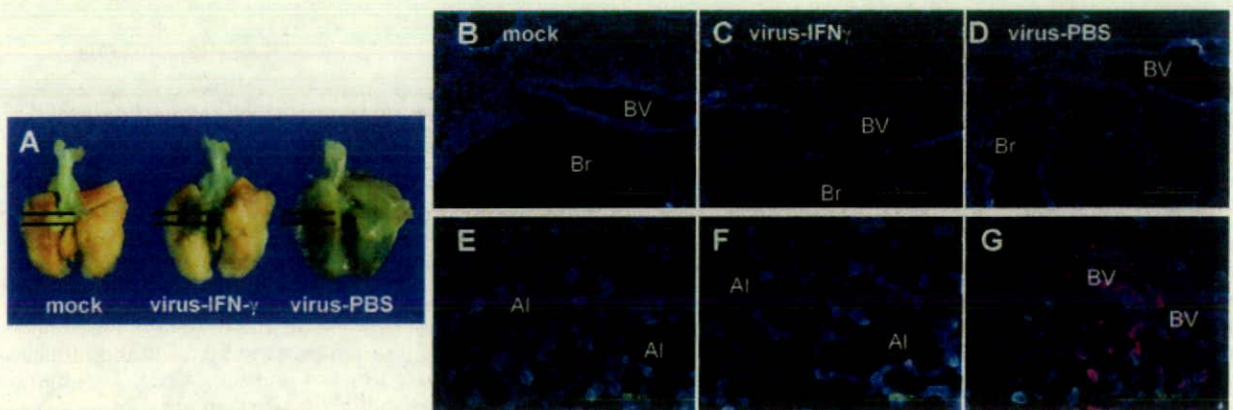 A
mock
virus-IFN-γ
virus-PBS
B mock
BV
Br
C virus-IFNγ
BV
Br
D virus-PBS
BV
Br
E
Al
Al
F
Al
Al
G
BV
BV